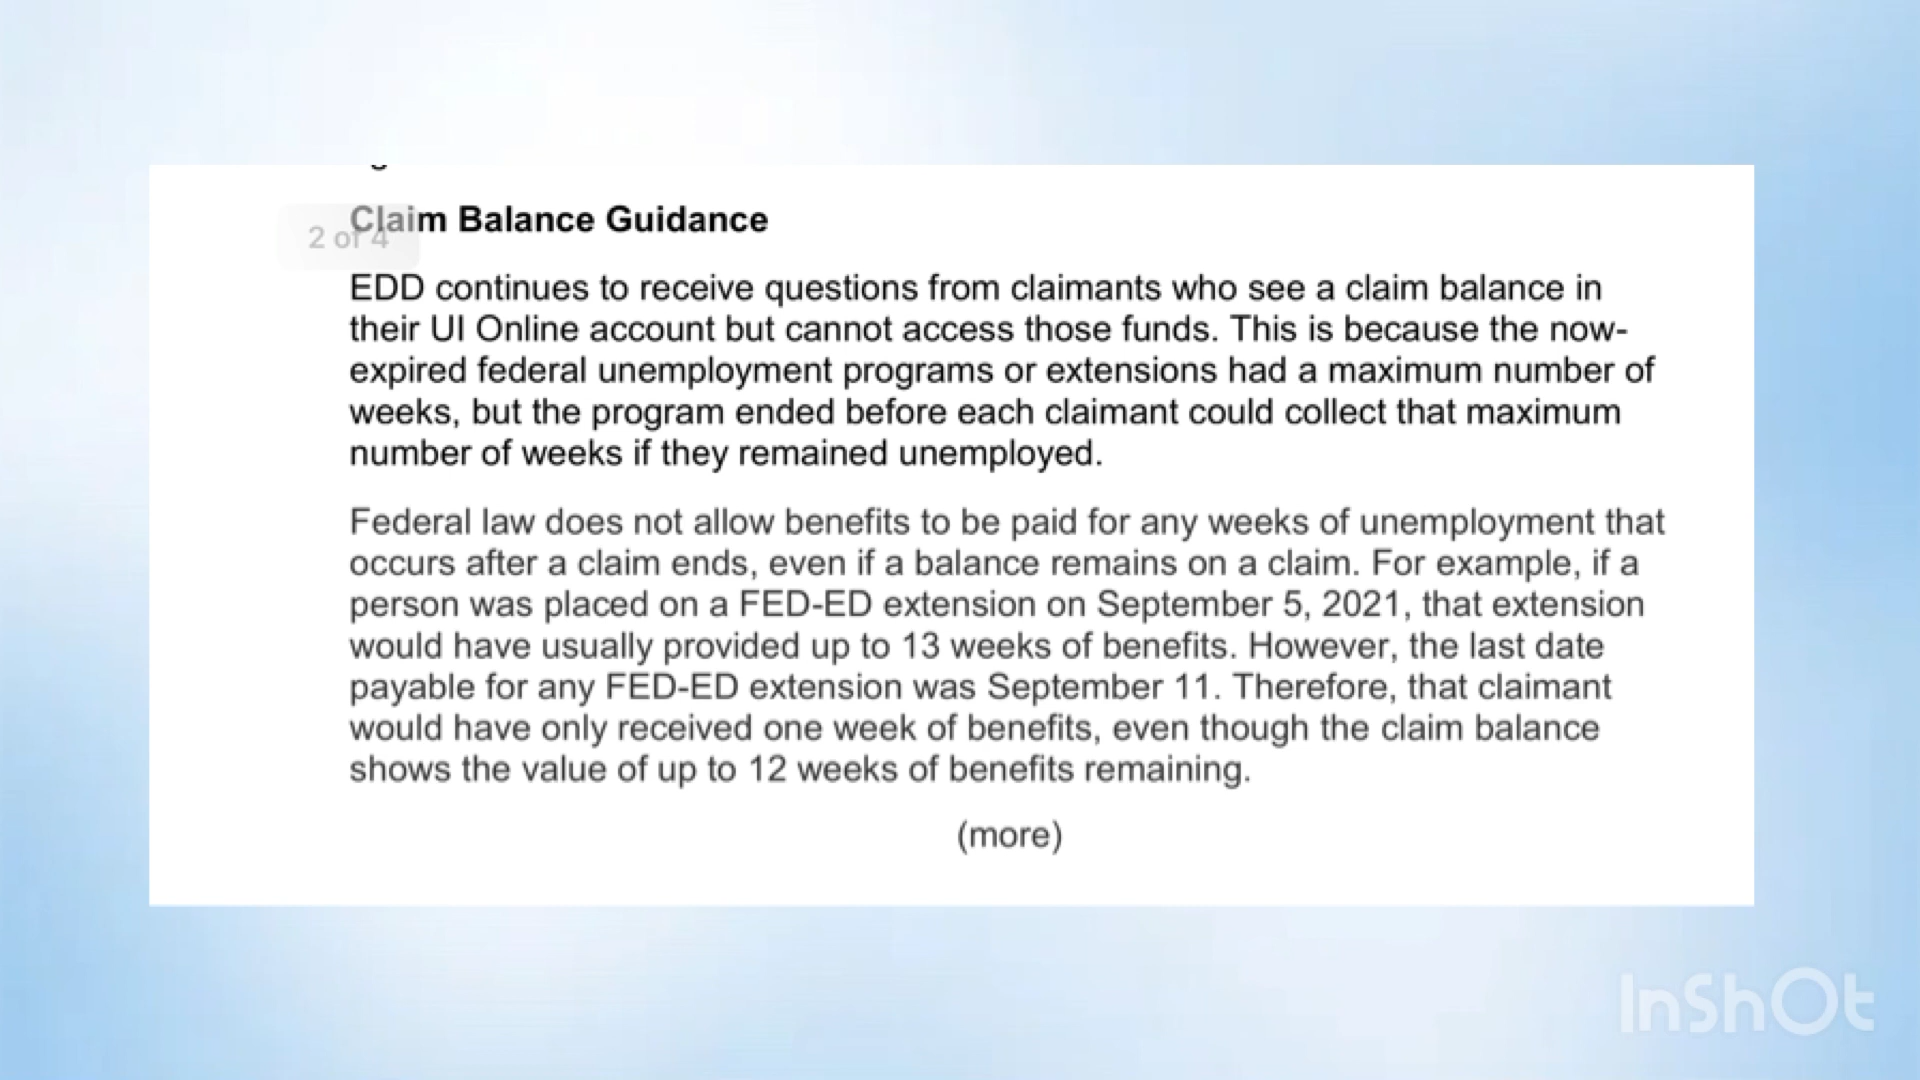 Claim Balance Guidance
2 of 4
EDD continues to receive questions from claimants who see a claim balance in
their UI Online account but cannot access those funds. This is because the now-
expired federal unemployment programs or extensions had a maximum number of
weeks, but the program ended before each claimant could collect that maximum
number of weeks if they remained unemployed.
Federal law does not allow benefits to be paid for any weeks of unemployment that
occurs after a claim ends, even if a balance remains on a claim. For example, if a
person was placed on a FED-ED extension on September 5, 2021, that extension
would have usually provided up to 13 weeks of benefits. However, the last date
payable for any FED-ED extension was September 11. Therefore, that claimant
would have only received one week of benefits, even though the claim balance
shows the value of up to 12 weeks of benefits remaining.
(more)
InShOt